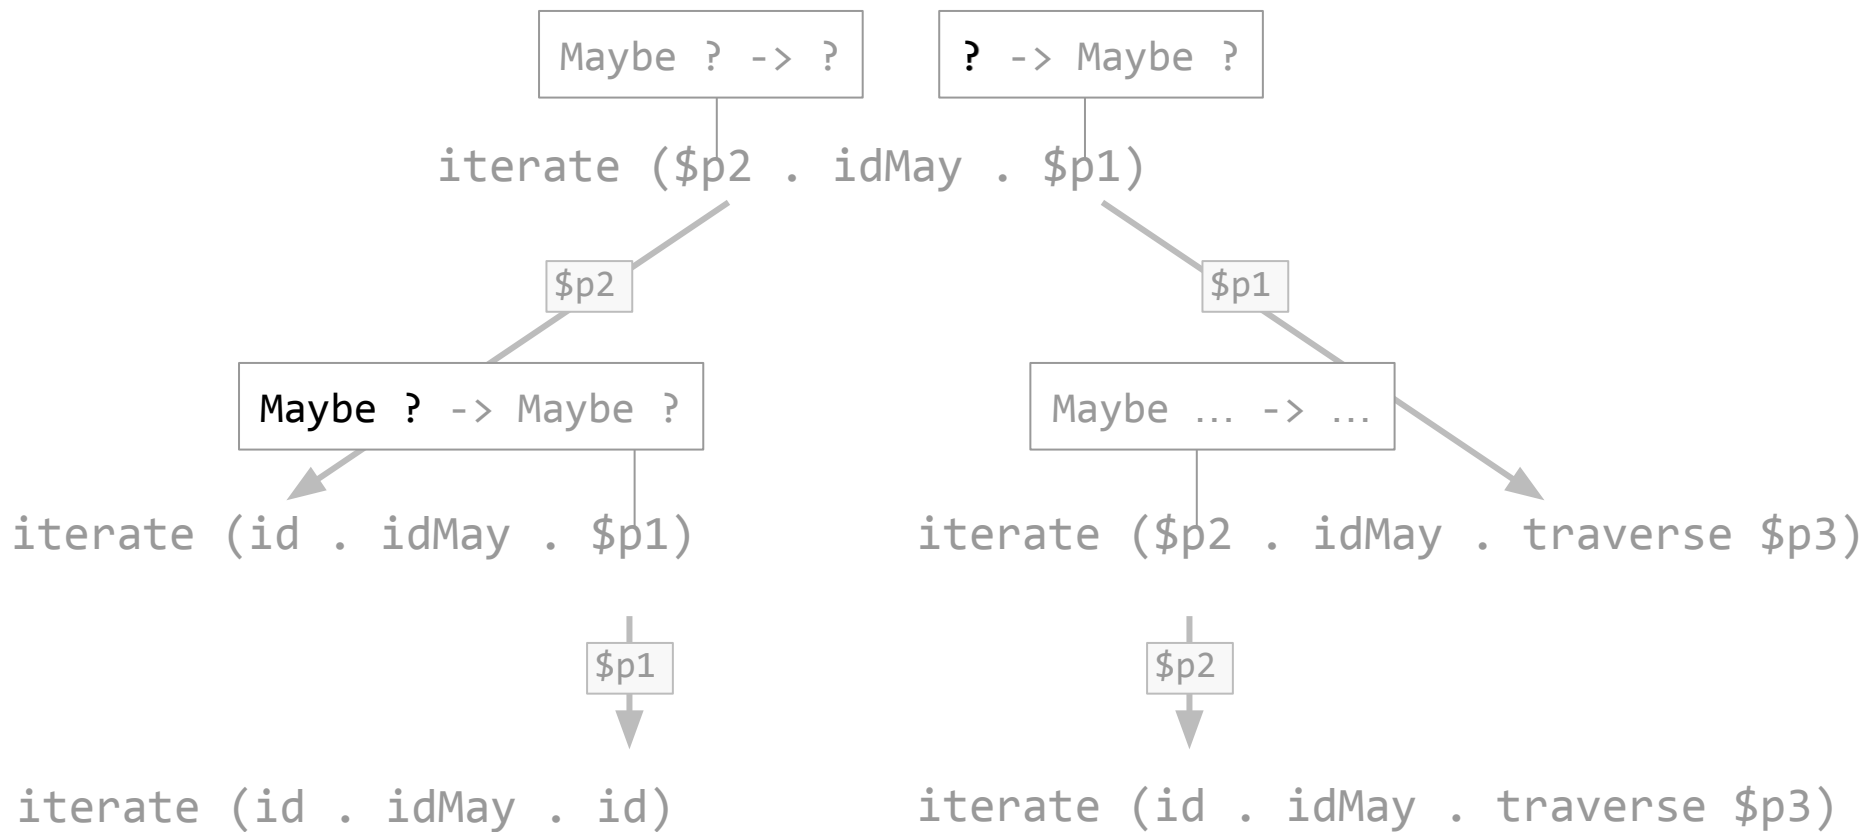 Maybe ? -> ?
? -> Maybe ?
iterate ($p2 . idMay . $p1)
$p2
$p1
Maybe ? -> Maybe ?
Maybe … -> …
iterate (id . idMay . $p1)
iterate ($p2 . idMay . traverse $p3)
$p1
$p2
iterate (id . idMay . id)
iterate (id . idMay . traverse $p3)